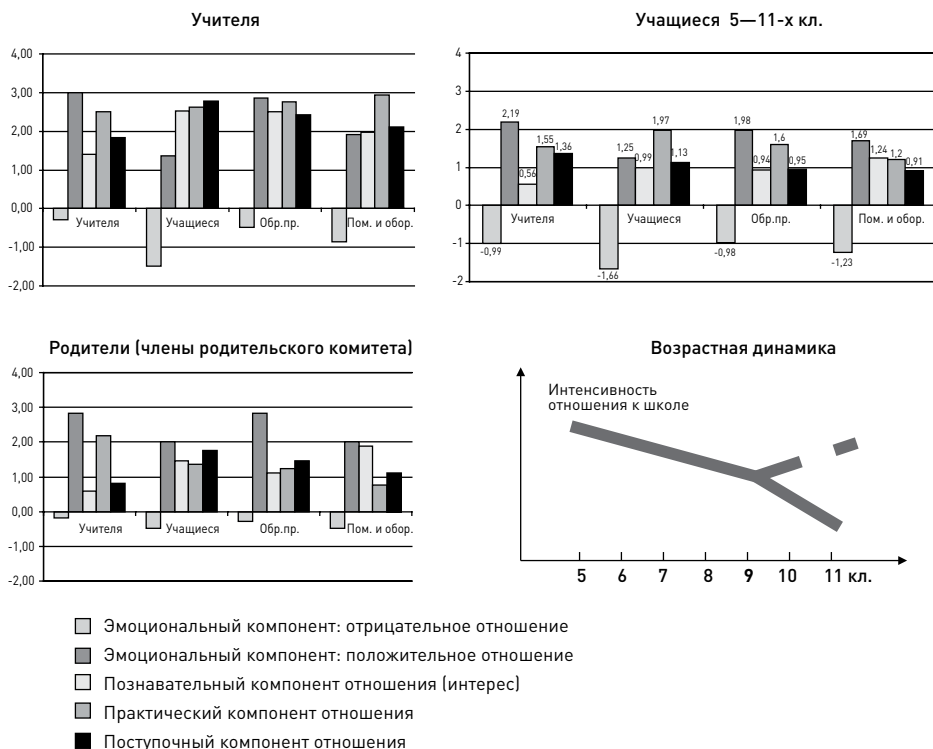 Учителя
4,00
3,00
2,00
1,00
0,00
-1,00
-2,00
Учителя
Учащиеся
Обр.пр.
Пом. и обор.
Учащиеся 5—11-х кл.
4
3
2
1
0
-1
-2
2,19
0,56
1,55
1,36
-0,99
Учителя
1,25
0,99
1,97
1,13
-1,66
Учащиеся
1,98
0,94
1,6
0,95
-0,98
Обр.пр.
1,69
1,24
1,2
0,91
-1,23
Пом. и обор.
Родители (члены родительского комитета)
4,00
3,00
2,00
1,00
0,00
-1,00
-2,00
Учителя
Учащиеся
Обр.пр.
Пом. и обор.
Возрастная динамика
Интенсивность
отношения к школе
5 6 7 8 9 10 11 кл.
Эмоциональный компонент: отрицательное отношение
Эмоциональный компонент: положительное отношение
Познавательный компонент отношения (интерес)
Практический компонент отношения
Поступочный компонент отношения